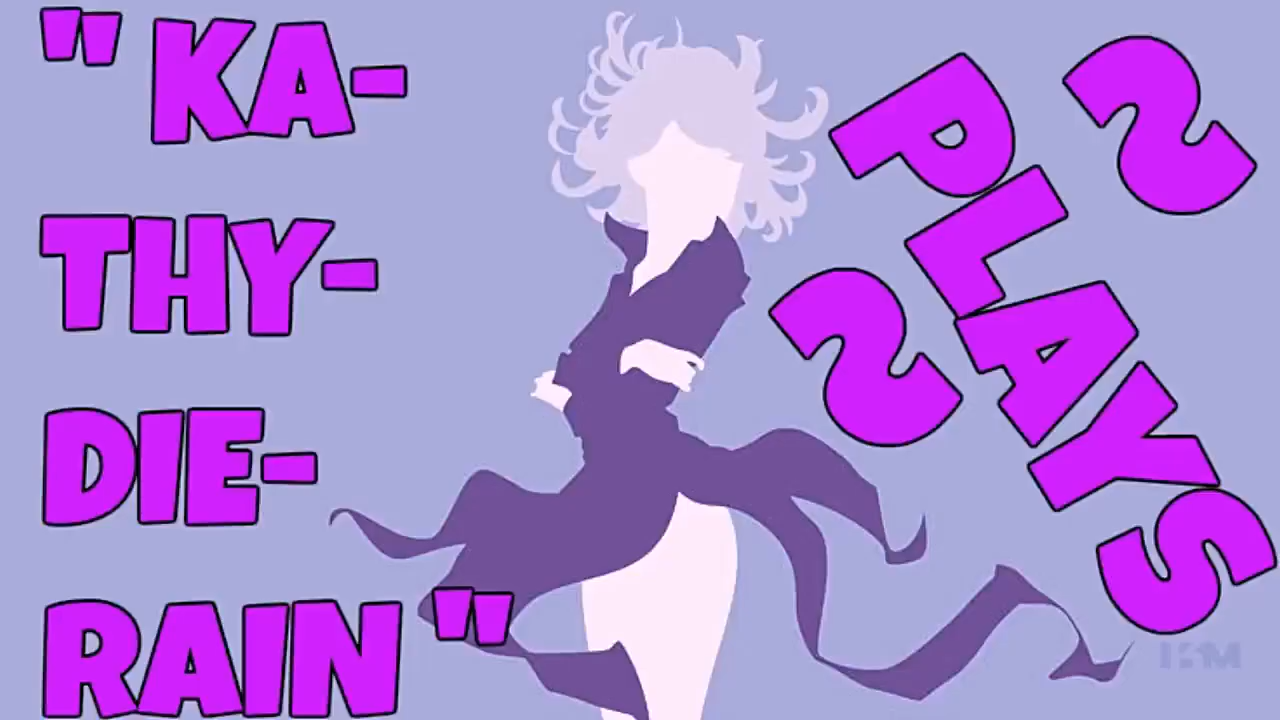 " KA-
THY-
DIE-
RAIN "
PLAYS